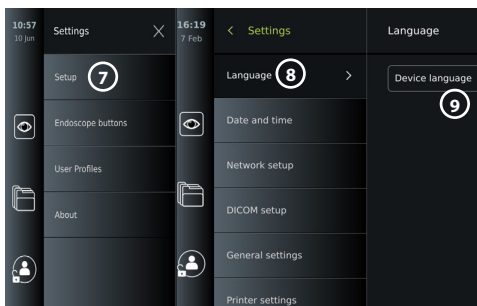 10:57
10 Jun
Settings
Setup
7
Endoscope buttons
User Profiles
About
16:19
7 Feb
Settings
Language
8
Date and time
Network setup
DICOM setup
General settings
Printer settings
Language
Device language
9